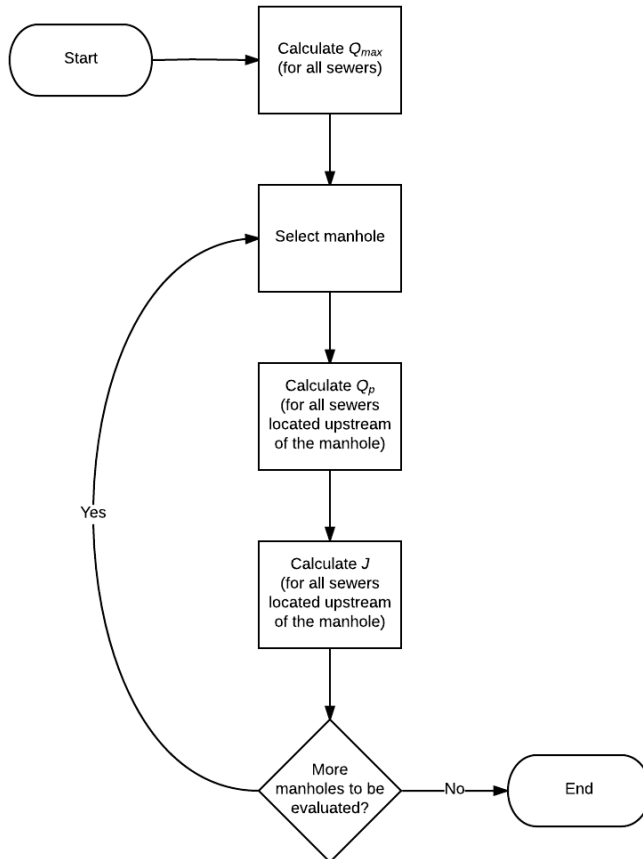 Start
Calculate Qmax
(for all sewers)
Select manhole
Calculate Qp
(for all sewers
located upstream
of the manhole)
Yes
Calculate J
(for all sewers
located upstream
of the manhole)
More
manholes to be
evaluated?
No
End